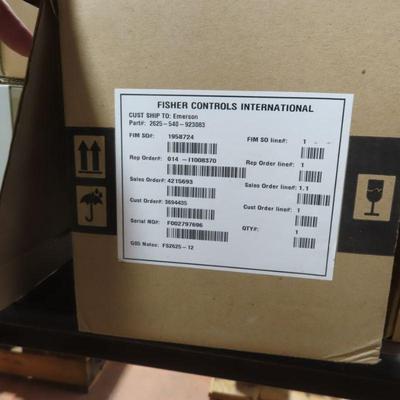 FISHER CONTROLS INTERNATIONAL
CUST SHIP TO: Emerson
Part#: 2625-540-923083
FIM SO#: 1958724 FIM SO line#: 1
Rep Order#: 014 -I1008370 Rep Order line#: 1
Sales Order#: 4215693 Sales Order line#: 1.1
Cust Order#: 3694435 Cust Order line#: 1
Serial NO#: F002797696 QTY#: 1
GSS Notes: FS2625-12